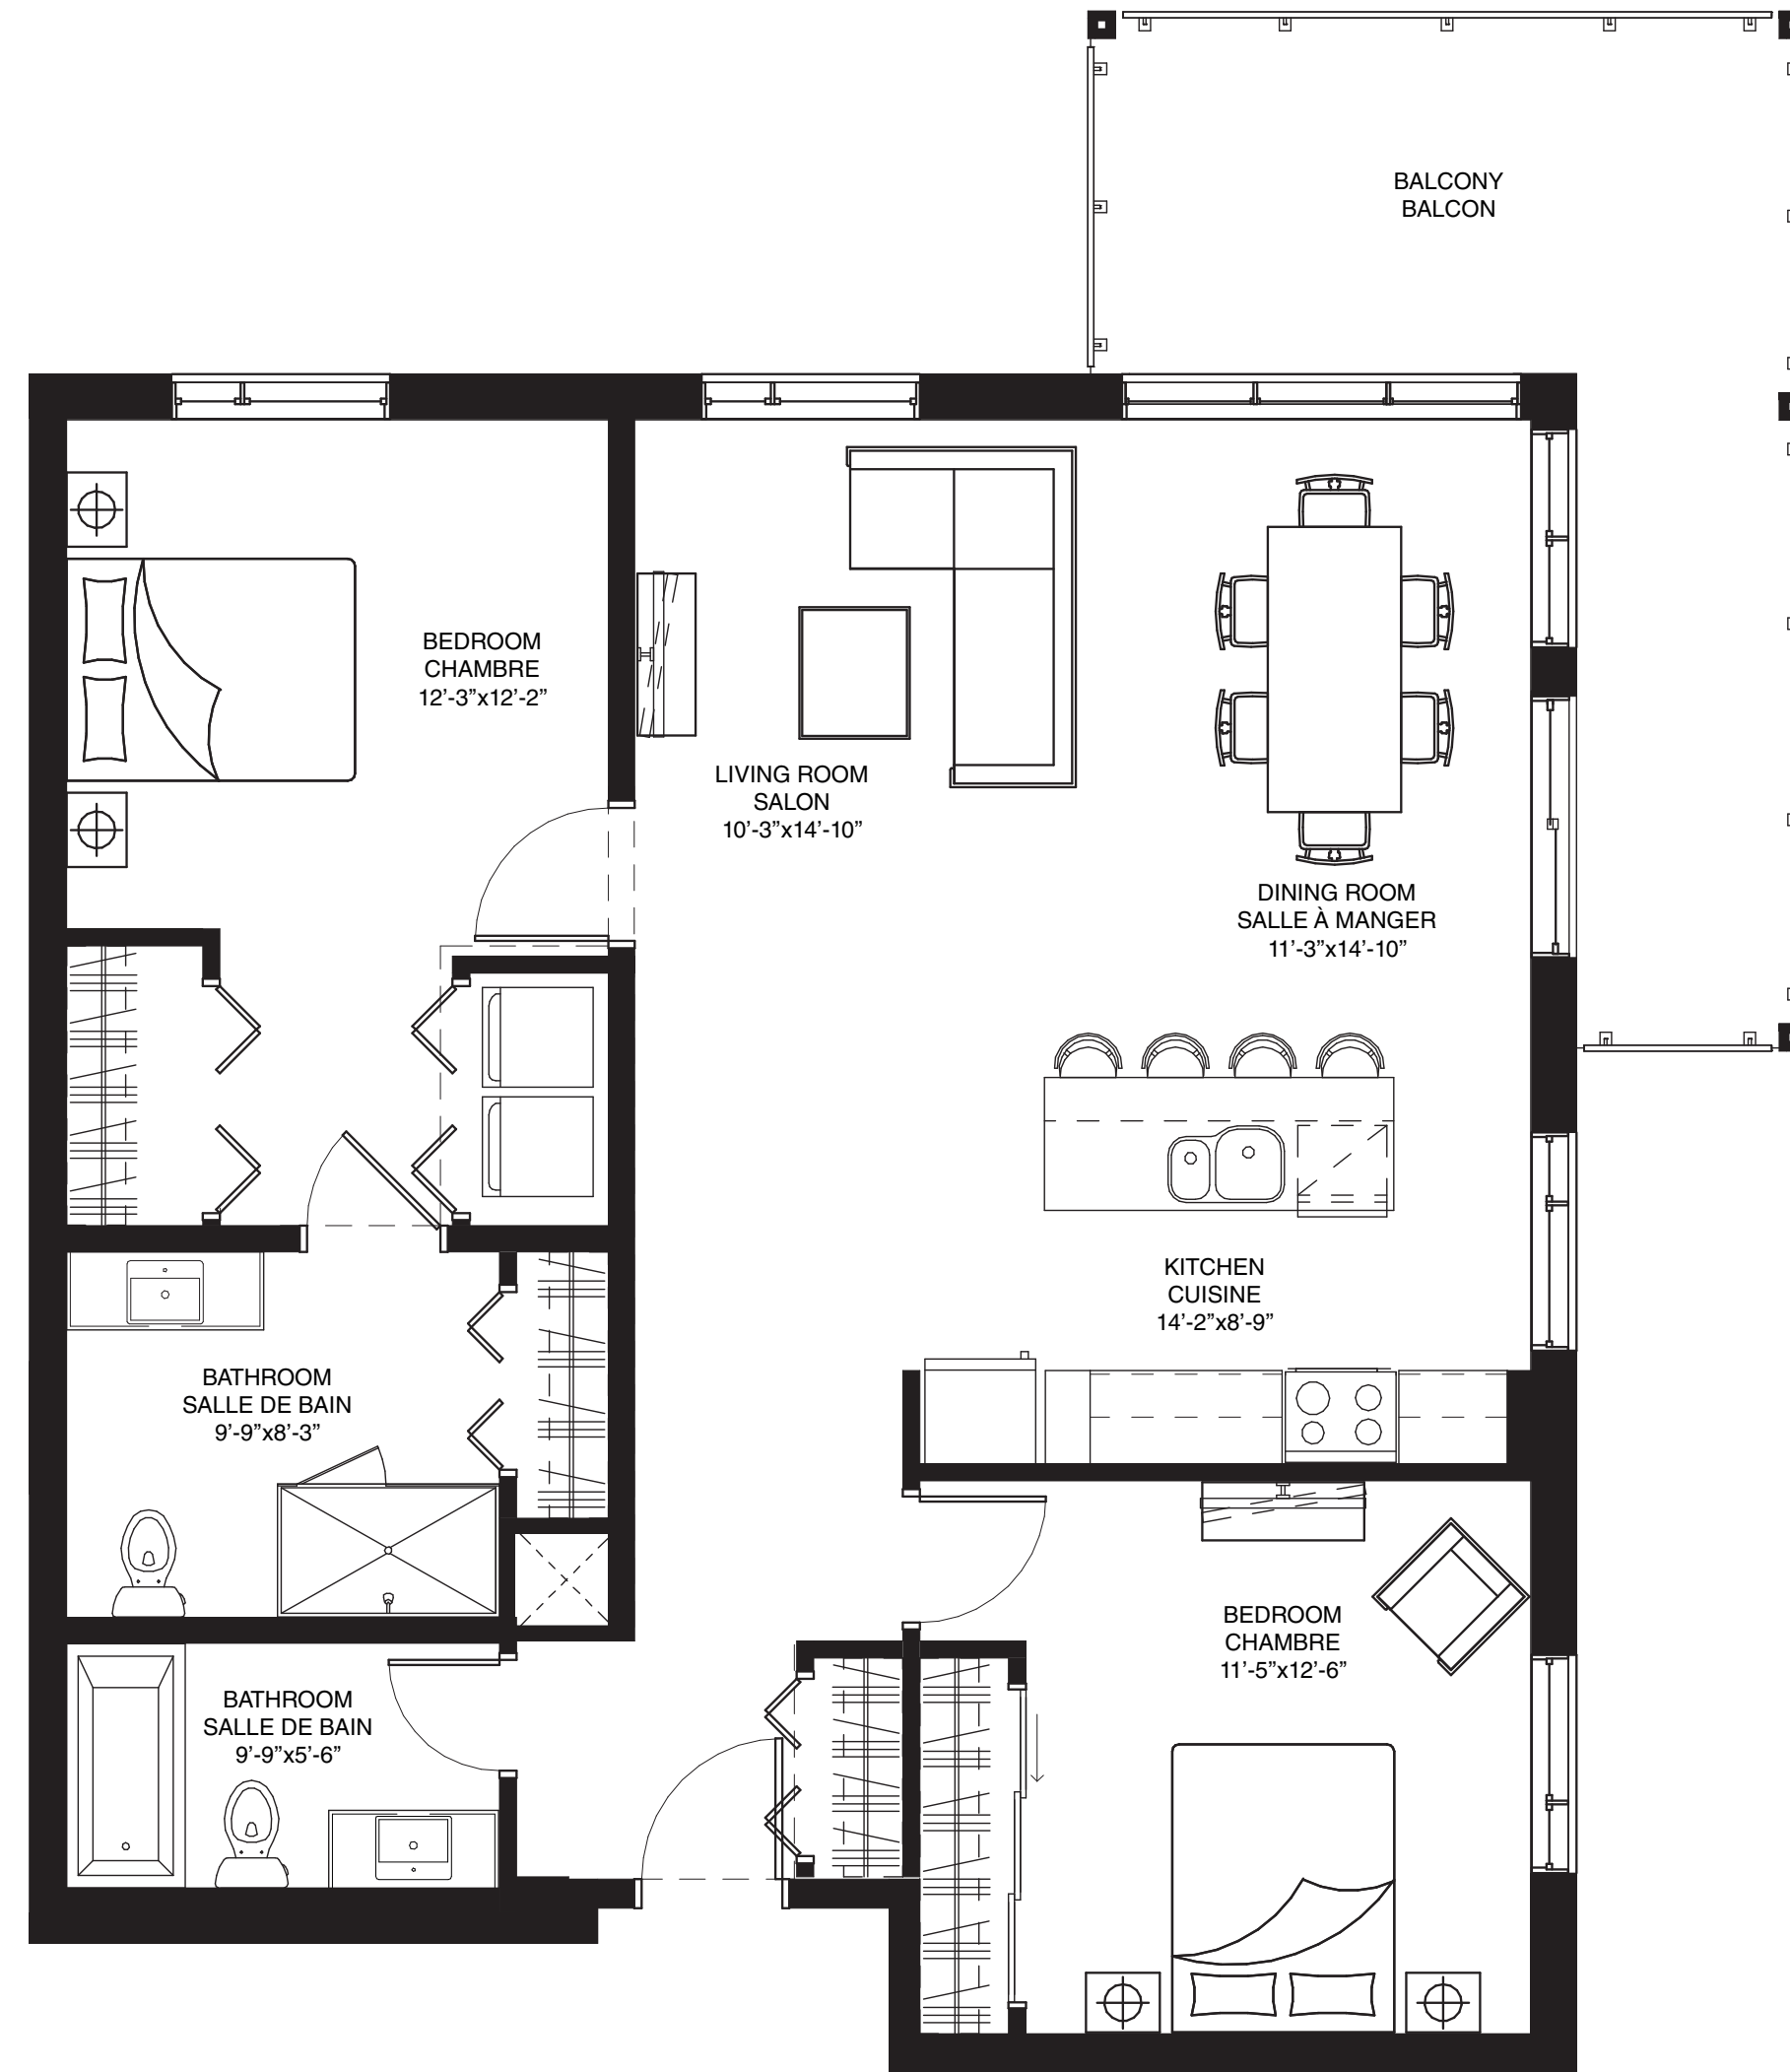 BALCONY
BALCON
BEDROOM
CHAMBRE
12’-3”x12’-2”
LIVING ROOM
SALON
10’-3”x14’-10”
DINING ROOM
SALLE À MANGER
11’-3”x14’-10”
KITCHEN
CUISINE
14’-2”x8’-9”
BATHROOM
SALLE DE BAIN
9’-9”x8’-3”
BEDROOM
CHAMBRE
11’-5”x12’-6”
BATHROOM
SALLE DE BAIN
9’-9”x5’-6”